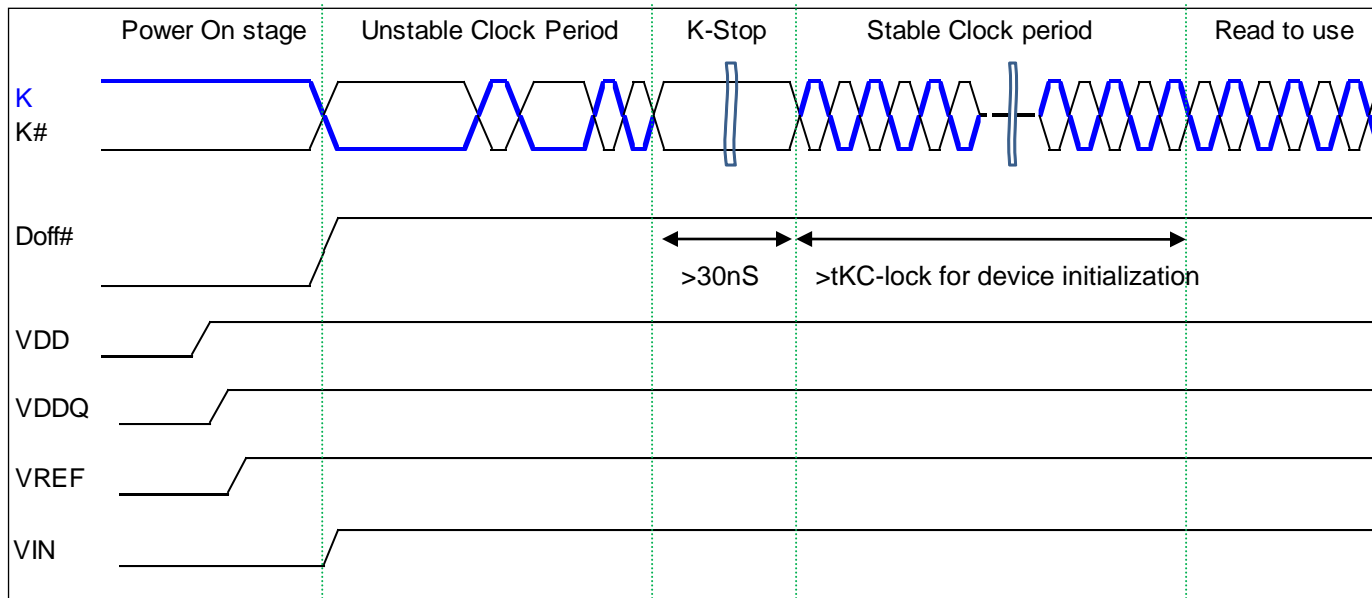 Power On stage Unstable Clock Period K-Stop Stable Clock period Read to use
K
K#
Doff#
>30nS >tKC-lock for device initialization
VDD
VDDQ
VREF
VIN